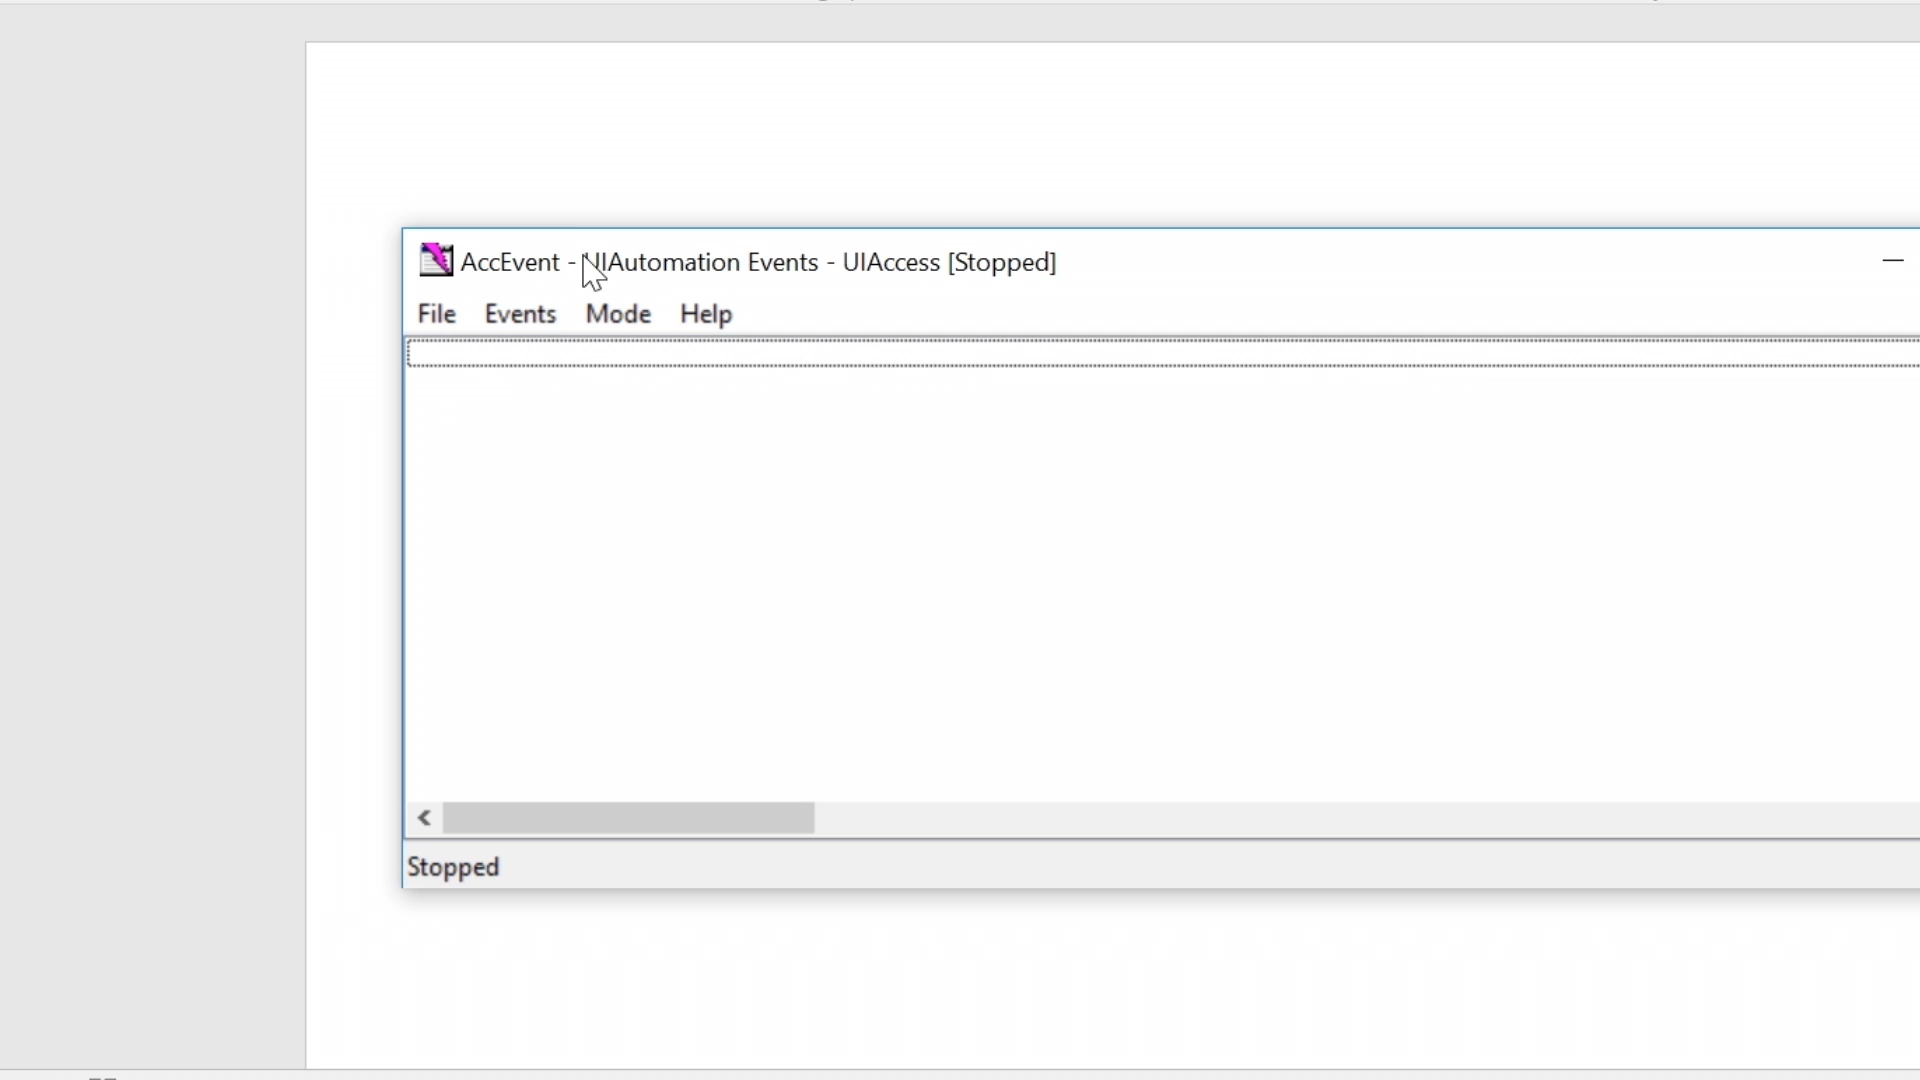 AccEvent - UIAutomation Events - UIAccess [Stopped]
File Events Mode Help
Stopped